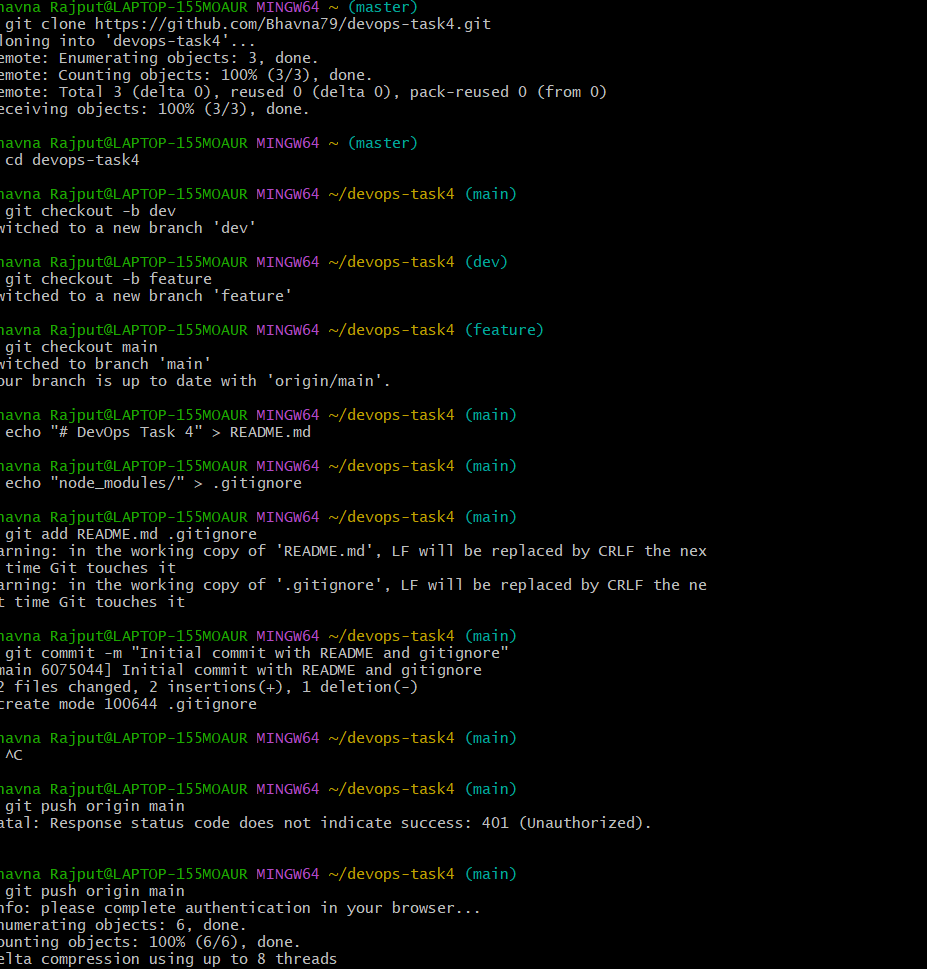 havna Rajput@LAPTOP-155MOAUR MINGW64 ~ (master)
git clone https://github.com/Bhavna79/devops-task4.git
loning into 'devops-task4'...
emote: Enumerating objects: 3, done.
emote: Counting objects: 100% (3/3), done.
emote: Total 3 (delta 0), reused 0 (delta 0), pack-reused 0 (from 0)
eceiving objects: 100% (3/3), done.
havna Rajput@LAPTOP-155MOAUR MINGW64 ~ (master)
cd devops-task4
havna Rajput@LAPTOP-155MOAUR MINGW64 ~/devops-task4 (main)
git checkout -b dev
witched to a new branch 'dev'
havna Rajput@LAPTOP-155MOAUR MINGW64 ~/devops-task4 (dev)
git checkout -b feature
witched to a new branch 'feature'
havna Rajput@LAPTOP-155MOAUR MINGW64 ~/devops-task4 (feature)
git checkout main
witched to branch 'main'
our branch is up to date with 'origin/main'.
havna Rajput@LAPTOP-155MOAUR MINGW64 ~/devops-task4 (main)
echo "# DevOps Task 4" > README.md
havna Rajput@LAPTOP-155MOAUR MINGW64 ~/devops-task4 (main)
echo "node_modules/" > .gitignore
havna Rajput@LAPTOP-155MOAUR MINGW64 ~/devops-task4 (main)
git add README.md .gitignore
arning: in the working copy of 'README.md', LF will be replaced by CRLF the nex
time Git touches it
arning: in the working copy of '.gitignore', LF will be replaced by CRLF the ne
t time Git touches it
havna Rajput@LAPTOP-155MOAUR MINGW64 ~/devops-task4 (main)
git commit -m "Initial commit with README and gitignore"
main 6075044] Initial commit with README and gitignore
2 files changed, 2 insertions(+), 1 deletion(-)
create mode 100644 .gitignore
havna Rajput@LAPTOP-155MOAUR MINGW64 ~/devops-task4 (main)
^C
havna Rajput@LAPTOP-155MOAUR MINGW64 ~/devops-task4 (main)
git push origin main
atal: Response status code does not indicate success: 401 (Unauthorized).
havna Rajput@LAPTOP-155MOAUR MINGW64 ~/devops-task4 (main)
git push origin main
nfo: please complete authentication in your browser...
numerating objects: 6, done.
ounting objects: 100% (6/6), done.
elta compression using up to 8 threads